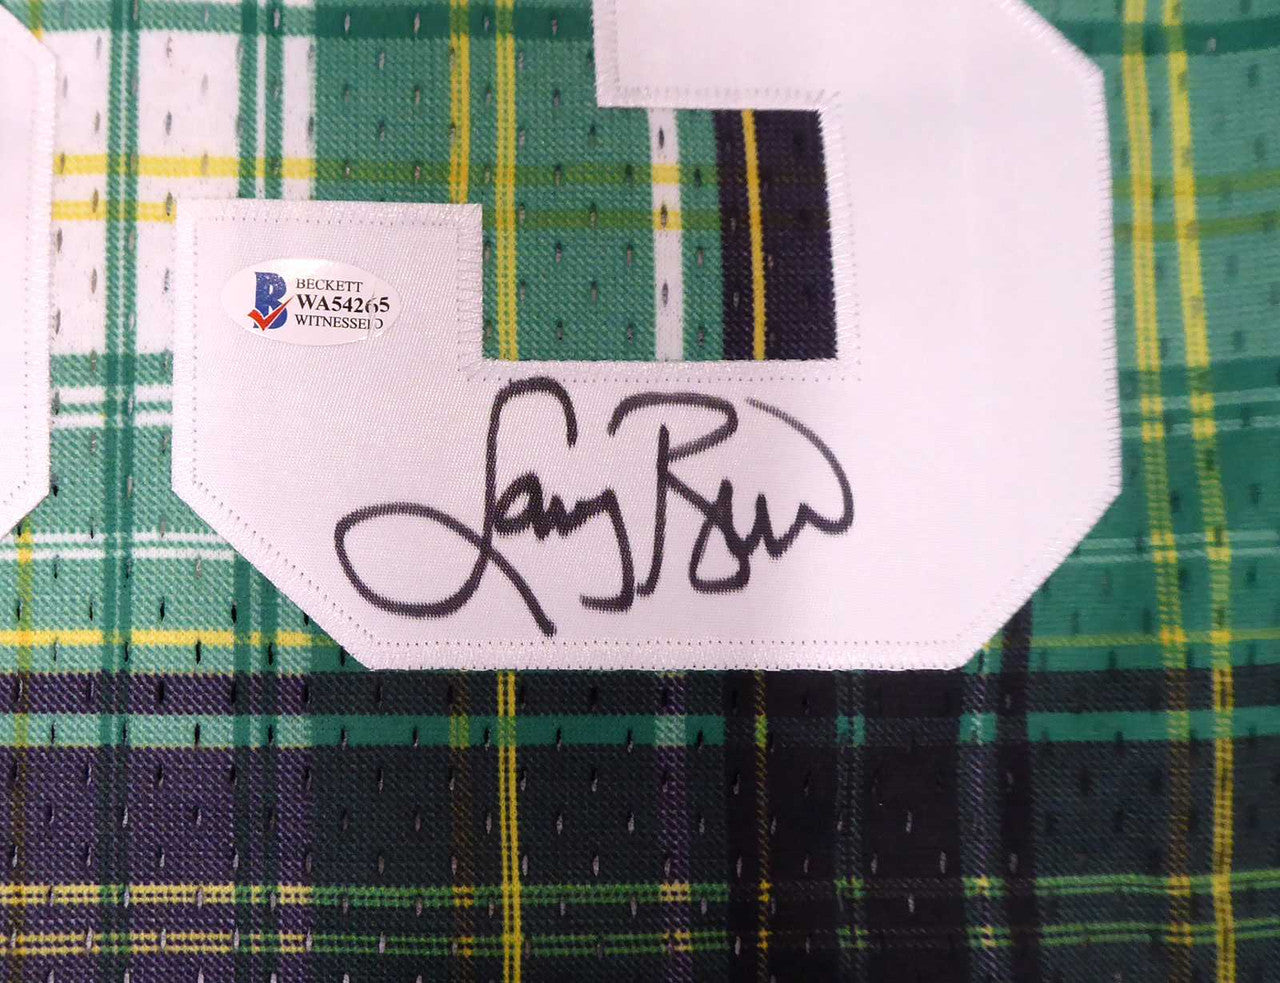 BECKETT
WA54265
WITNESSED
Larry Bird